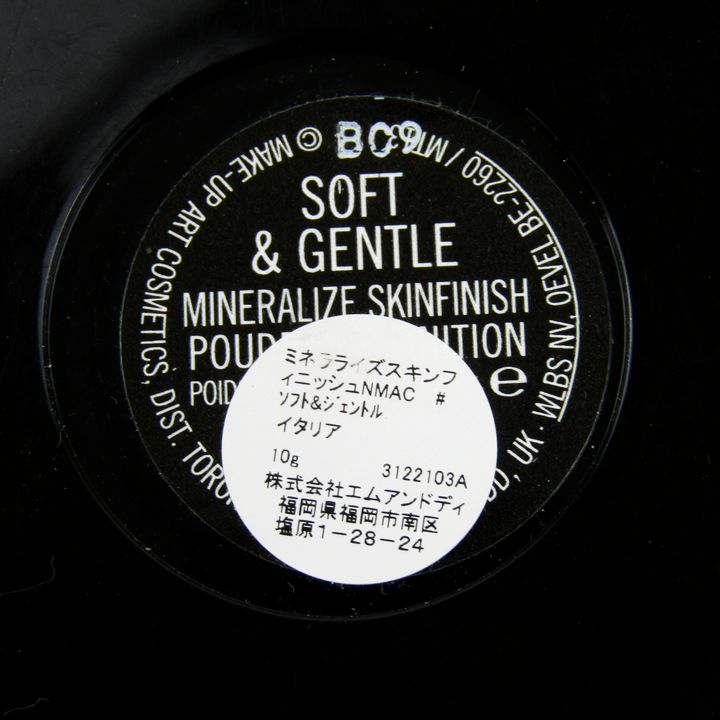 BC9
© MAKE-UP ART COSMETICS, DIST. TORO
UK · WLBS NV, OEVEL BE-2260 /
SOFT
& GENTLE
MINERALIZE SKINFINISH
POUD NITION
POID e
ミネラライズスキンフ
ィニッシュNMAC #
ソフト&ジェントル
イタリア
10g 3122103A
株式会社エムアンドディ
福岡県福岡市南区
塩原1-28-24